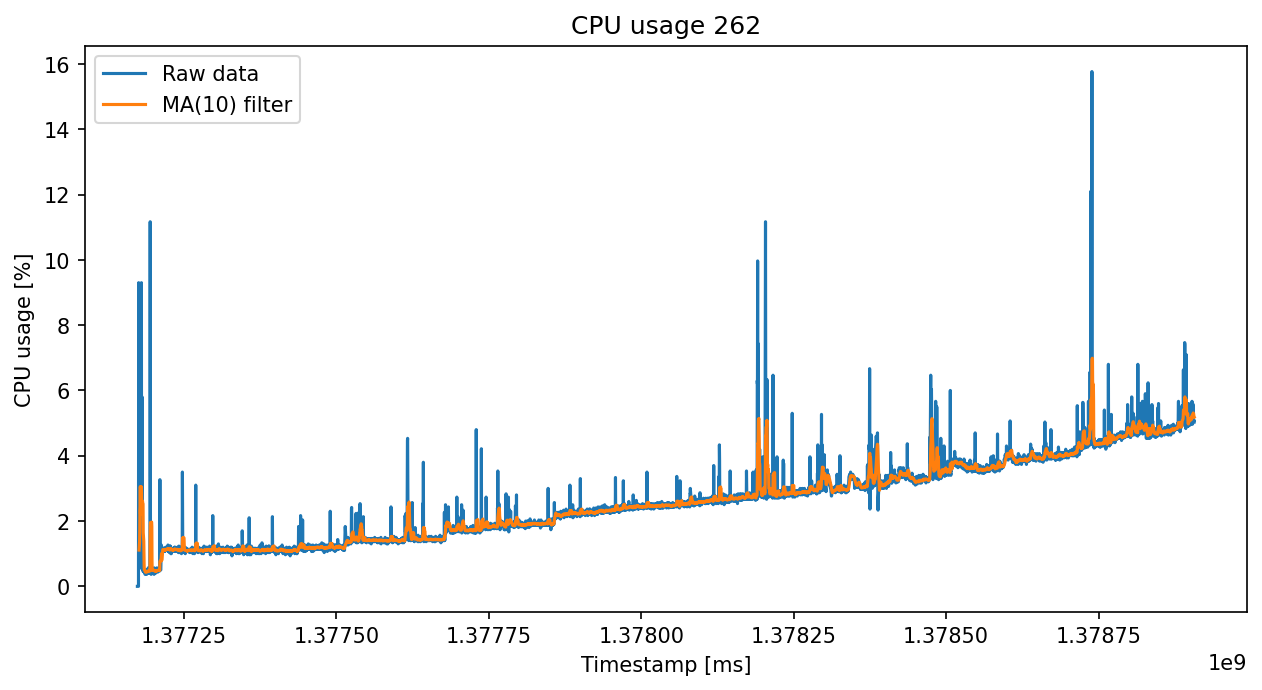 CPU usage 262
Raw data
MA(10) filter
CPU usage [%]
16
14
12
10
8
6
4
2
0
1.37725 1.37750 1.37775 1.37800 1.37825 1.37850 1.37875
1e9
Timestamp [ms]